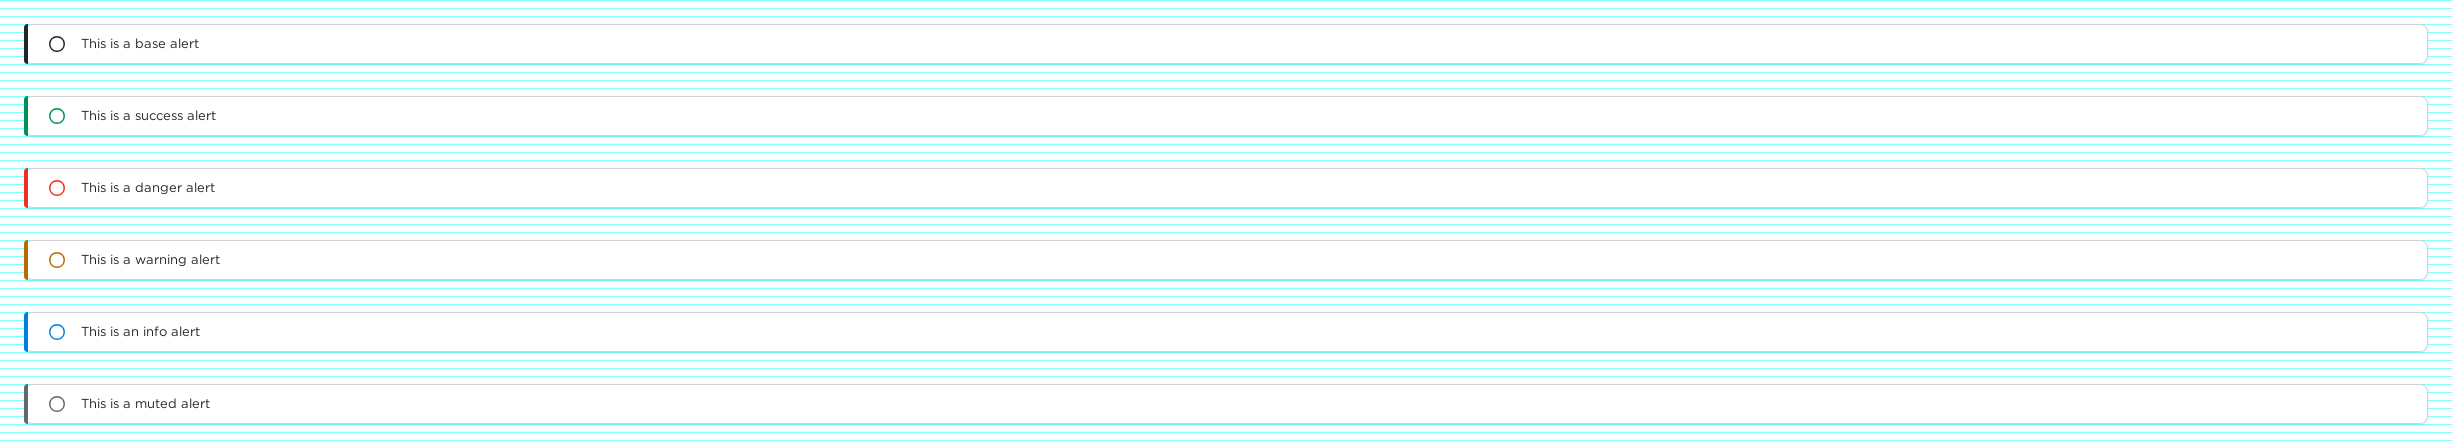 This is a base alert
This is a success alert
This is a danger alert
This is a warning alert
This is an info alert
This is a muted alert